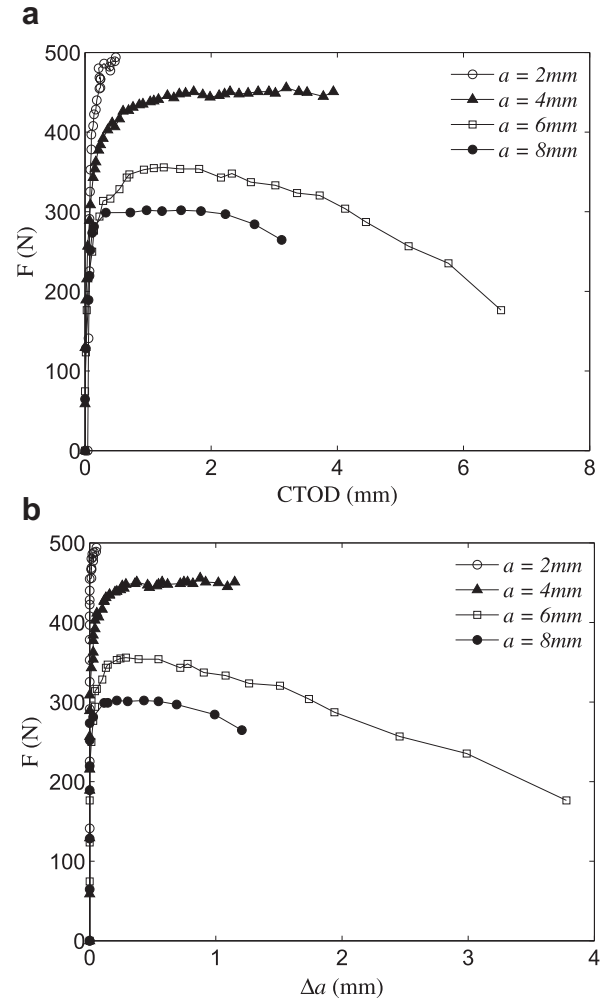 a
500
400
300
200
100
0
F (N)
0 2 4 6 8
CTOD (mm)
a = 2mm
a = 4mm
a = 6mm
a = 8mm
b
500
400
300
200
100
0
F (N)
0 1 2 3 4
Δa (mm)
a = 2mm
a = 4mm
a = 6mm
a = 8mm